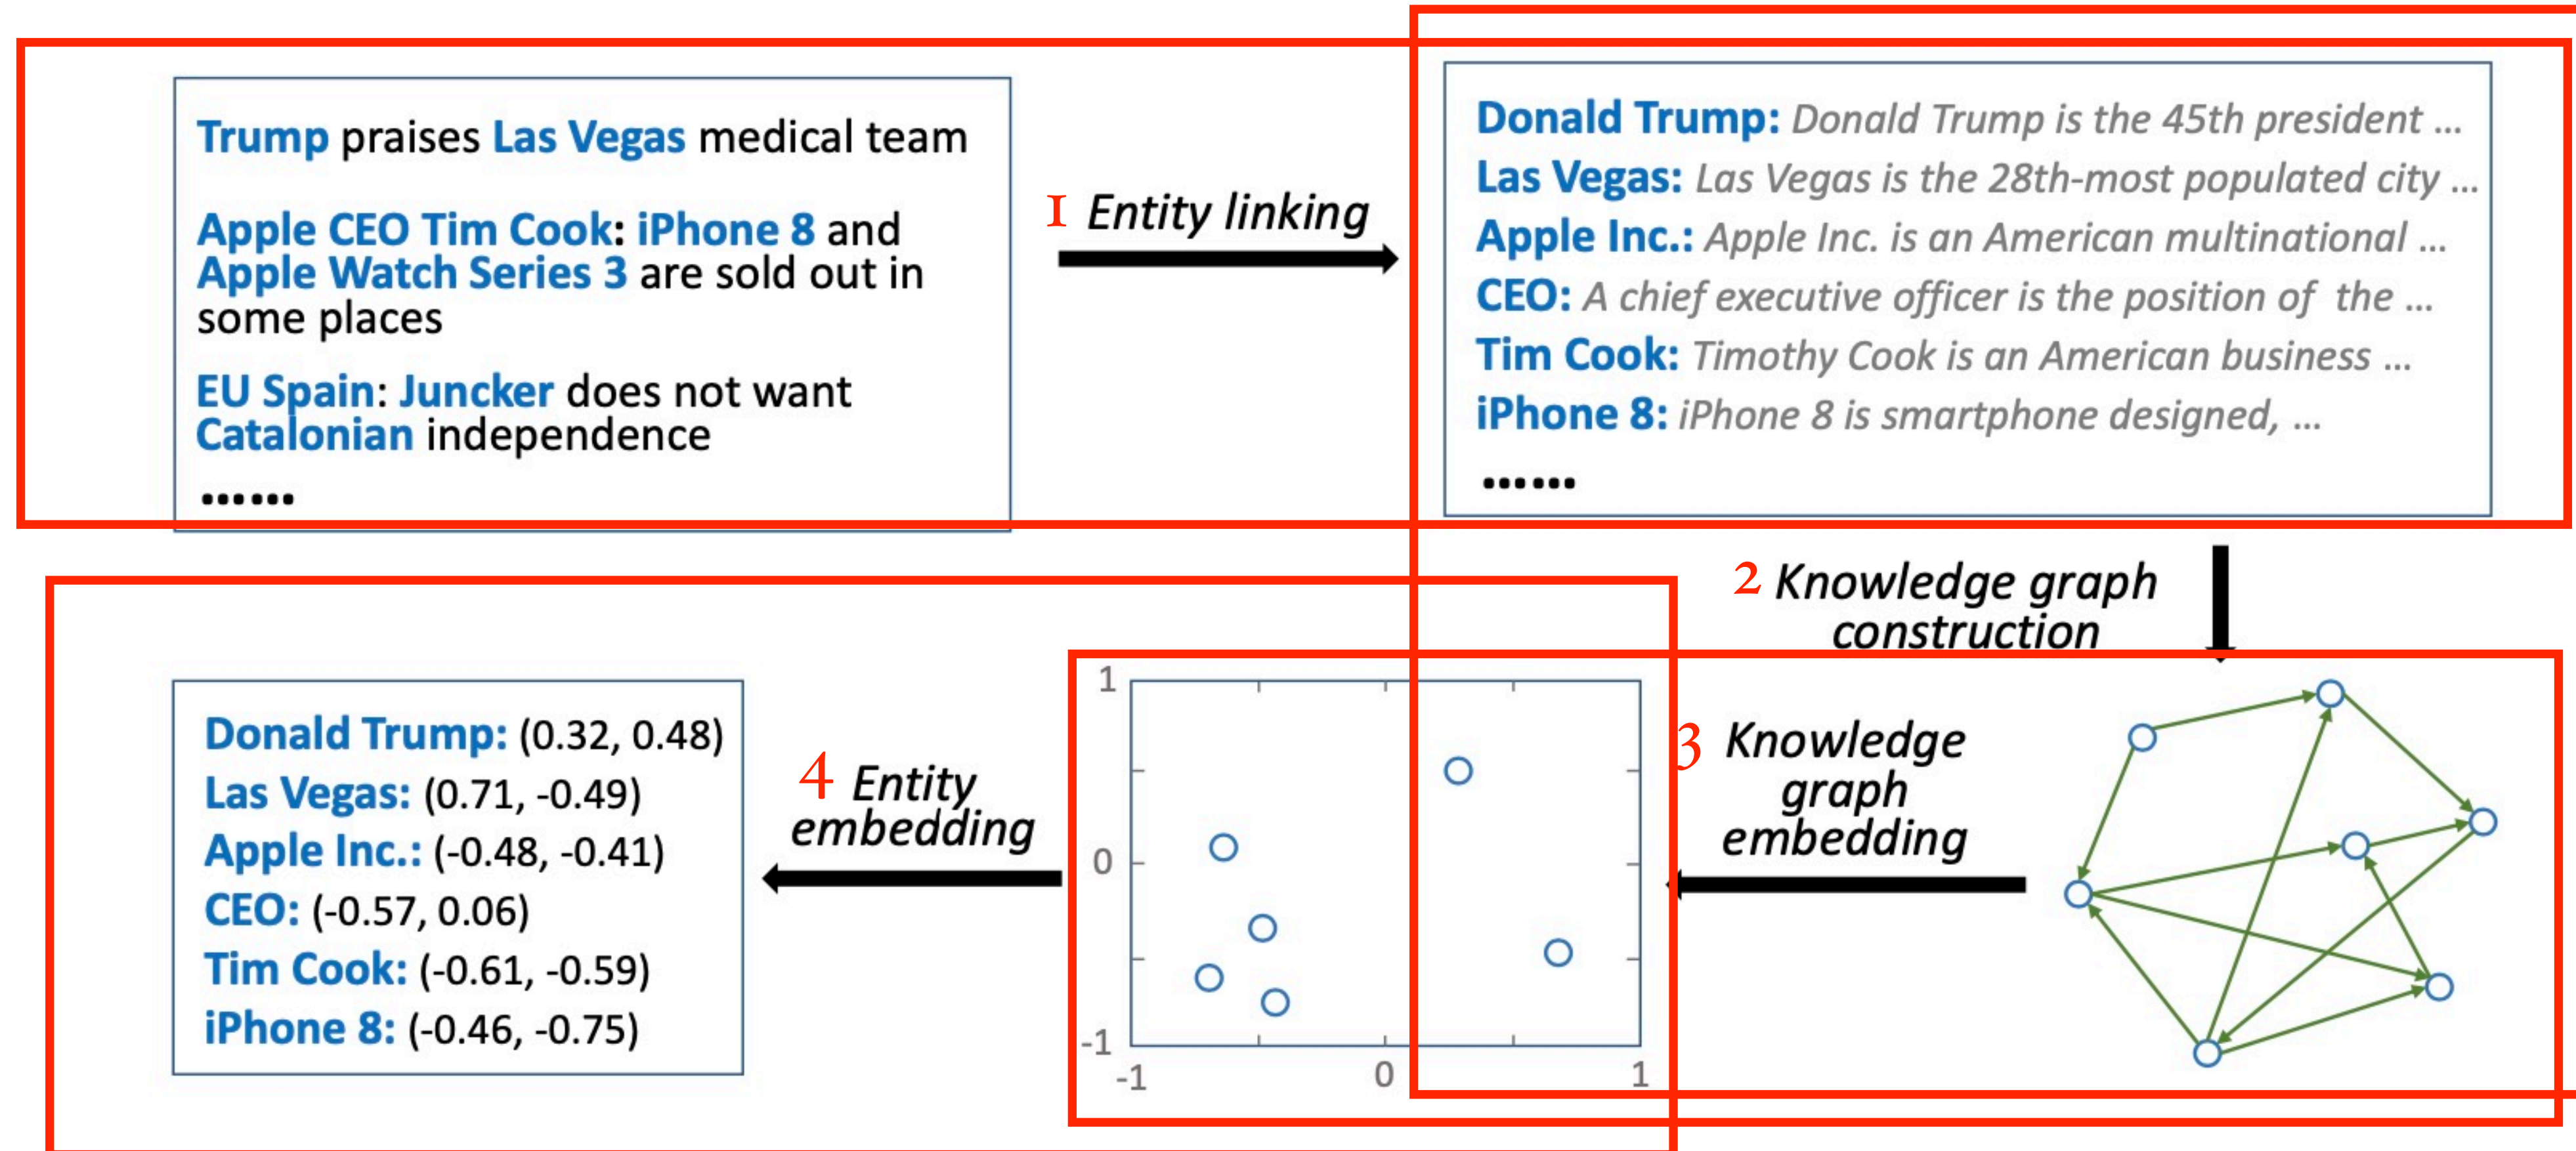 Trump praises Las Vegas medical team
Apple CEO Tim Cook: iPhone 8 and
Apple Watch Series 3 are sold out in
some places
EU Spain: Juncker does not want
Catalonian independence
......
1 Entity linking
Donald Trump: Donald Trump is the 45th president ...
Las Vegas: Las Vegas is the 28th-most populated city ...
Apple Inc.: Apple Inc. is an American multinational ...
CEO: A chief executive officer is the position of the ...
Tim Cook: Timothy Cook is an American business ...
iPhone 8: iPhone 8 is smartphone designed, ...
......
2 Knowledge graph
construction
3 Knowledge
graph
embedding
1
0
-1
-1
0
1
4 Entity
embedding
Donald Trump: (0.32, 0.48)
Las Vegas: (0.71, -0.49)
Apple Inc.: (-0.48, -0.41)
CEO: (-0.57, 0.06)
Tim Cook: (-0.61, -0.59)
iPhone 8: (-0.46, -0.75)